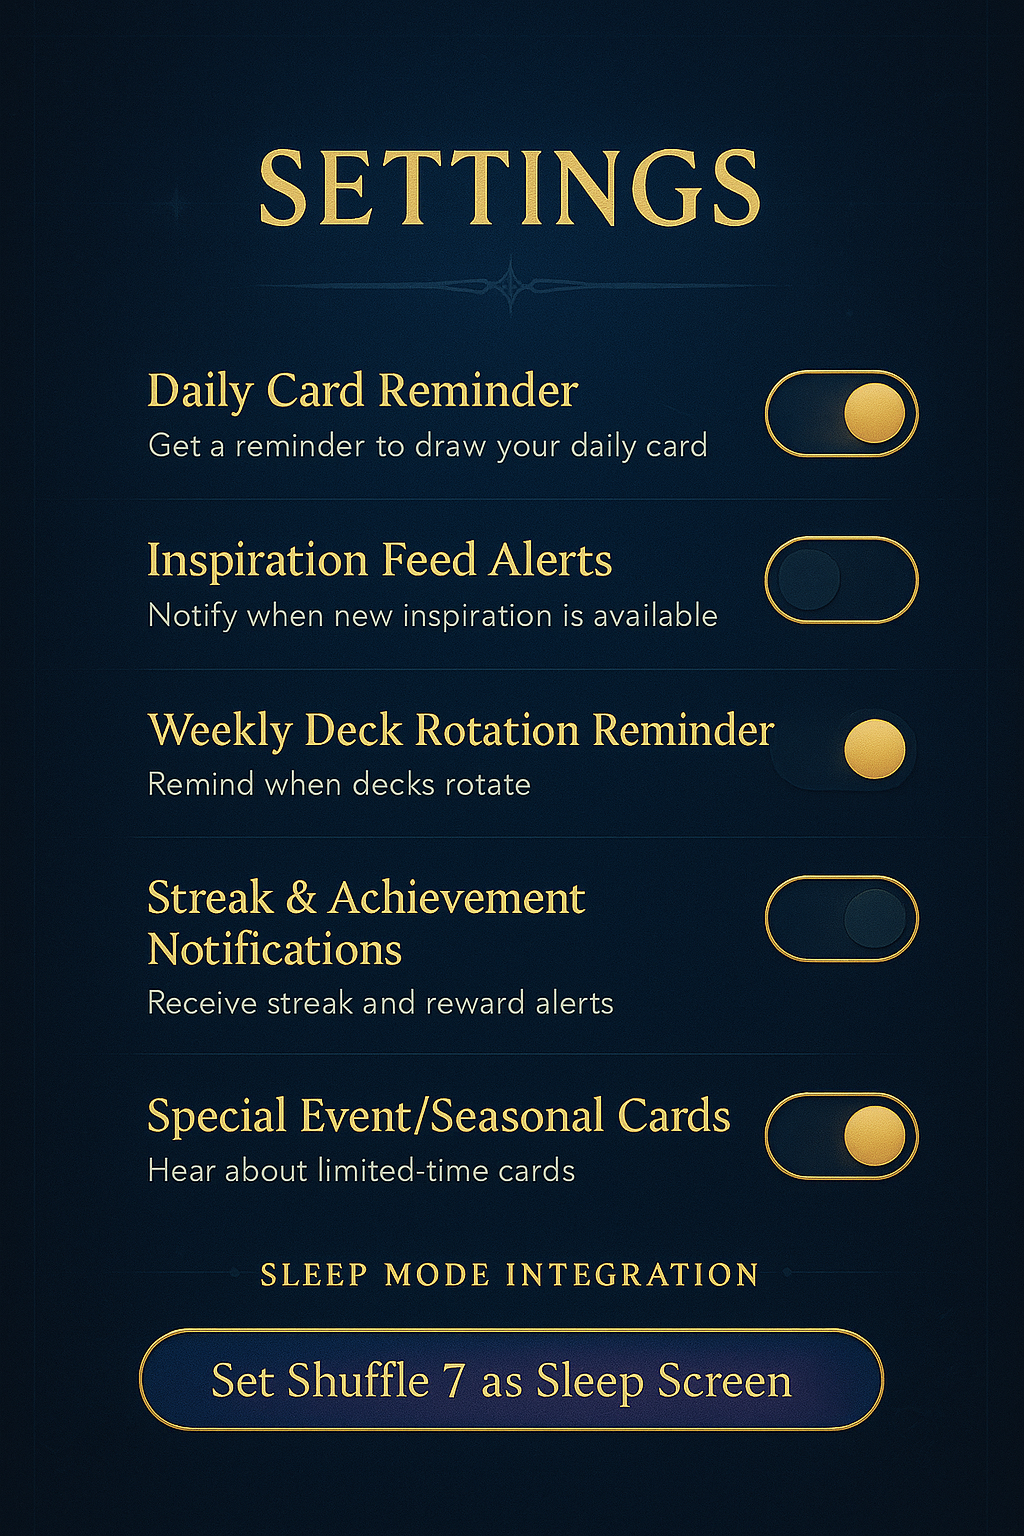 SETTINGS
Daily Card Reminder
Get a reminder to draw your daily card
Inspiration Feed Alerts
Notify when new inspiration is available
Weekly Deck Rotation Reminder
Remind when decks rotate
Streak & Achievement
Notifications
Receive streak and reward alerts
Special Event/Seasonal Cards
Hear about limited-time cards
SLEEP MODE INTEGRATION
Set Shuffle 7 as Sleep Screen